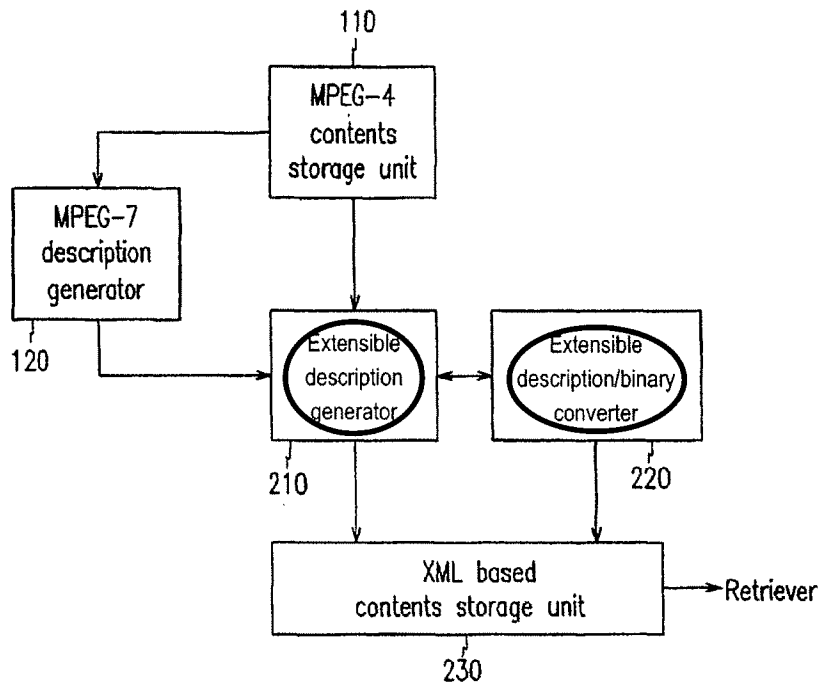 110
MPEG-4
contents
storage unit
MPEG-7
description
generator
120
Extensible
description
generator
210
Extensible
description/binary
converter
220
XML based
contents storage unit
230
Retriever